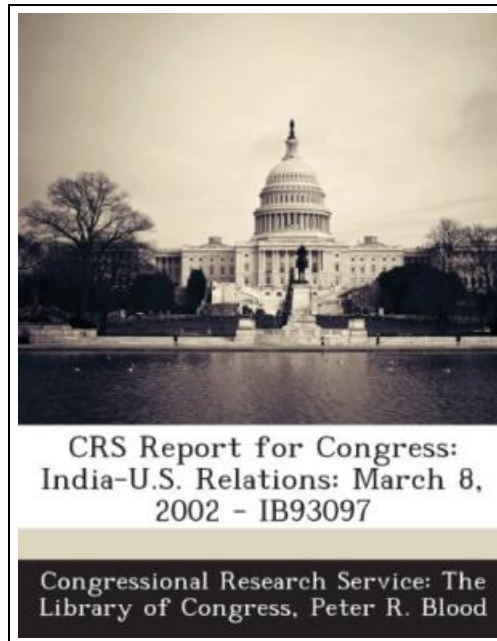 CRS Report for Congress:
India-U.S. Relations: March 8,
2002 - IB93097
Congressional Research Service: The
Library of Congress, Peter R. Blood